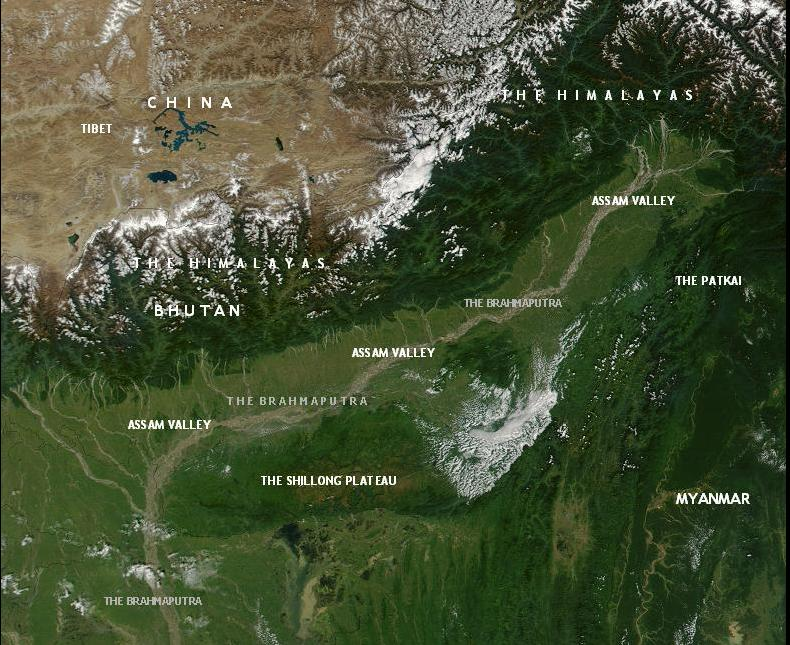 THE HIMALAYAS
CHINA
TIBET
ASSAM VALLEY
THE HIMALAYAS
THE PATKAI
THE BRAHMAPUTRA
BHUTAN
ASSAM VALLEY
THE BRAHMAPUTRA
ASSAM VALLEY
THE SHILLONG PLATEAU
MYANMAR
THE BRAHMAPUTRA